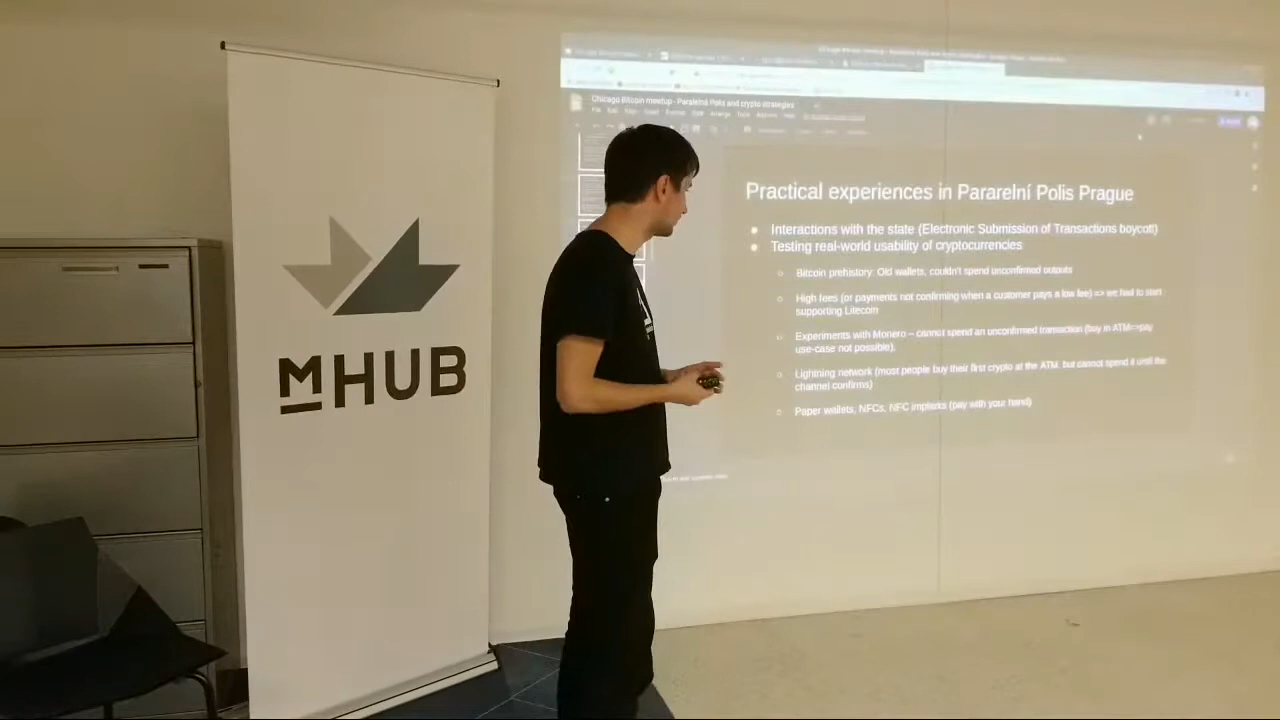 MHUB
Chicago Bitcoin meetup - Paralelná Polis and crypto strategies
Practical experiences in Pararelní Polis Prague
● Interactions with the state (Electronic Submission of Transactions boycott)
● Testing real-world usability of cryptocurrencies
○ Bitcoin prehistory: Old wallets, couldn't spend unconfirmed outputs
○ High fees (or payments not confirming when a customer pays a low fee) => we had to start
supporting Litecoin
○ Experiments with Monero – cannot spend an unconfirmed transaction (buy in ATM=>pay
use-case not possible),
○ Lightning network (most people buy their first crypto at the ATM, but cannot spend it until the
channel confirms)
○ Paper wallets, NFCs, NFC implants (pay with your hand)